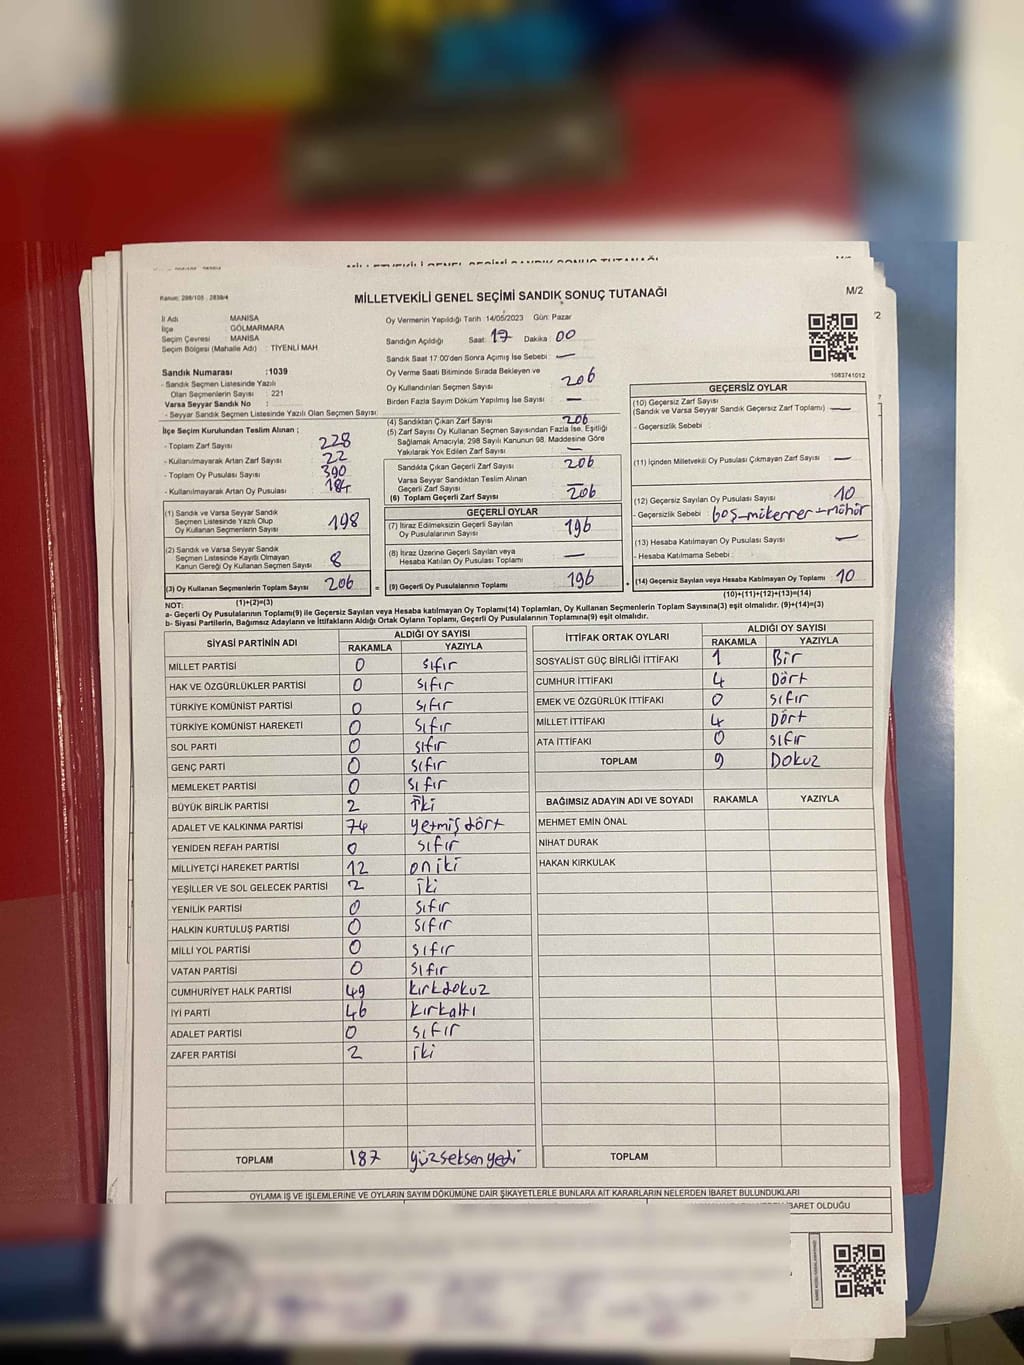 MİLLETVEKİLİ GENEL SEÇİMİ SANDIK SONUÇ TUTANAĞI
M/2
İl Adı : MANİSA
İlçe : GÖLMARMARA
Seçim Çevresi : MANİSA
Seçim Bölgesi (Mahalle Adı) : TİYENLİ MAH.
Sandık Numarası :1039
- Sandık Seçmen Listesinde Yazılı
Olan Seçmenlerin Sayısı : 221
Varsa Seyyar Sandık No :
- Seyyar Sandık Seçmen Listesinde Yazılı Olan Seçmen Sayısı:
Oy Vermenin Yapıldığı Tarih 14/05/2023 Gün: Pazar
Sandığın Açıldığı Saat: 17 Dakika 00
Sandık Saat 17:00'den Sonra Açımış İse Sebebi: —
Oy Verme Saati Bitiminde Sırada Bekleyen ve
Oy Kullandırılan Seçmen Sayısı 206
Birden Fazla Sayım Döküm Yapılmış İse Sayısı : —
1083741012
İlçe Seçim Kurulundan Teslim Alınan ;
- Toplam Zarf Sayısı 228
- Kullanılmayarak Artan Zarf Sayısı 22
- Toplam Oy Pusulası Sayısı 390
- Kullanılmayarak Artan Oy Pusulası 184
(4) Sandıktan Çıkan Zarf Sayısı 206
(5) Zarf Sayısı Oy Kullanan Seçmen Sayısından Fazla İse, Eşitliği
Sağlamak Amacıyla, 298 Sayılı Kanunun 98. Maddesine Göre
Yakılarak Yok Edilen Zarf Sayısı —
Sandıkta Çıkan Geçerli Zarf Sayısı 206
Varsa Seyyar Sandıktan Teslim Alınan
Geçerli Zarf Sayısı —
(6) Toplam Geçerli Zarf Sayısı 206
GEÇERSİZ OYLAR
(10) Geçersiz Zarf Sayısı
(Sandık ve Varsa Seyyar Sandık Geçersiz Zarf Toplamı) —
- Geçersizlik Sebebi :
(11) İçinden Milletvekili Oy Pusulası Çıkmayan Zarf Sayısı —
(12) Geçersiz Sayılan Oy Pusulası Sayısı 10
- Geçersizlik Sebebi : boş-mükerrer-mühür
(13) Hesaba Katılmayan Oy Pusulası Sayısı —
- Hesaba Katılmama Sebebi :
(14) Geçersiz Sayılan veya Hesaba Katılmayan Oy Toplamı 10
(10)+(11)+(12)+(13)=(14)
(1) Sandık ve Varsa Seyyar Sandık
Seçmen Listesinde Yazılı Olup
Oy Kullanan Seçmenlerin Sayısı 198
(2) Sandık ve Varsa Seyyar Sandık
Seçmen Listesinde Kayıtlı Olmayan
Kanun Gereği Oy Kullanan Seçmen Sayısı 8
(3) Oy Kullanan Seçmenlerin Toplam Sayısı 206
(1)+(2)=(3)
=
GEÇERLİ OYLAR
(7) İtiraz Edilmeksizin Geçerli Sayılan
Oy Pusulalarının Sayısı 196
(8) İtiraz Üzerine Geçerli Sayılan veya
Hesaba Katılan Oy Pusulası Sayısı —
(9) Geçerli Oy Pusulalarının Toplamı 196
NOT:
a- Geçerli Oy Pusulalarının Toplamı(9) ile Geçersiz Sayılan veya Hesaba katılmayan Oy Toplamı(14) Toplamları, Oy Kullanan Seçmenlerin Toplam Sayısına(3) eşit olmalıdır. (9)+(14)=(3)
b- Siyasi Partilerin, Bağımsız Adayların ve İttifakların Aldığı Ortak Oyların Toplamı, Geçerli Oy Pusulalarının Toplamına(9) eşit olmalıdır.
SİYASİ PARTİNİN ADI ALDIĞI OY SAYISI
RAKAMLA YAZIYLA
MİLLET PARTİSİ 0 sıfır
HAK VE ÖZGÜRLÜKLER PARTİSİ 0 sıfır
TÜRKİYE KOMÜNİST PARTİSİ 0 sıfır
TÜRKİYE KOMÜNİST HAREKETİ 0 sıfır
SOL PARTİ 0 sıfır
GENÇ PARTİ 0 sıfır
MEMLEKET PARTİSİ 0 sıfır
BÜYÜK BİRLİK PARTİSİ 2 iki
ADALET VE KALKINMA PARTİSİ 74 yetmiş dört
YENİDEN REFAH PARTİSİ 0 sıfır
MİLLİYETÇİ HAREKET PARTİSİ 12 oniki
YEŞİLLER VE SOL GELECEK PARTİSİ 2 iki
YENİLİK PARTİSİ 0 sıfır
HALKIN KURTULUŞ PARTİSİ 0 sıfır
MİLLİ YOL PARTİSİ 0 sıfır
VATAN PARTİSİ 0 sıfır
CUMHURİYET HALK PARTİSİ 49 kırkdokuz
İYİ PARTİ 46 kırkaltı
ADALET PARTİSİ 0 sıfır
ZAFER PARTİSİ 2 iki
TOPLAM 187 yüzseksenyedi
İTTİFAK ORTAK OYLARI ALDIĞI OY SAYISI
RAKAMLA YAZIYLA
SOSYALİST GÜÇ BİRLİĞİ İTTİFAKI 1 Bir
CUMHUR İTTİFAKI 4 Dört
EMEK VE ÖZGÜRLÜK İTTİFAKI 0 sıfır
MİLLET İTTİFAKI 4 Dört
ATA İTTİFAKI 0 sıfır
TOPLAM 9 Dokuz
BAĞIMSIZ ADAYIN ADI VE SOYADI RAKAMLA YAZIYLA
MEHMET EMİN ÖNAL
NİHAT DURAK
HAKAN KIRKULAK
TOPLAM
OYLAMA İŞ VE İŞLEMLERİNE VE OYLARIN SAYIM DÖKÜMÜNE DAİR ŞİKAYETLERLE BUNLARA AİT KARARLARIN NELERDEN İBARET BULUNDUKLARI
İBARET OLDUĞU